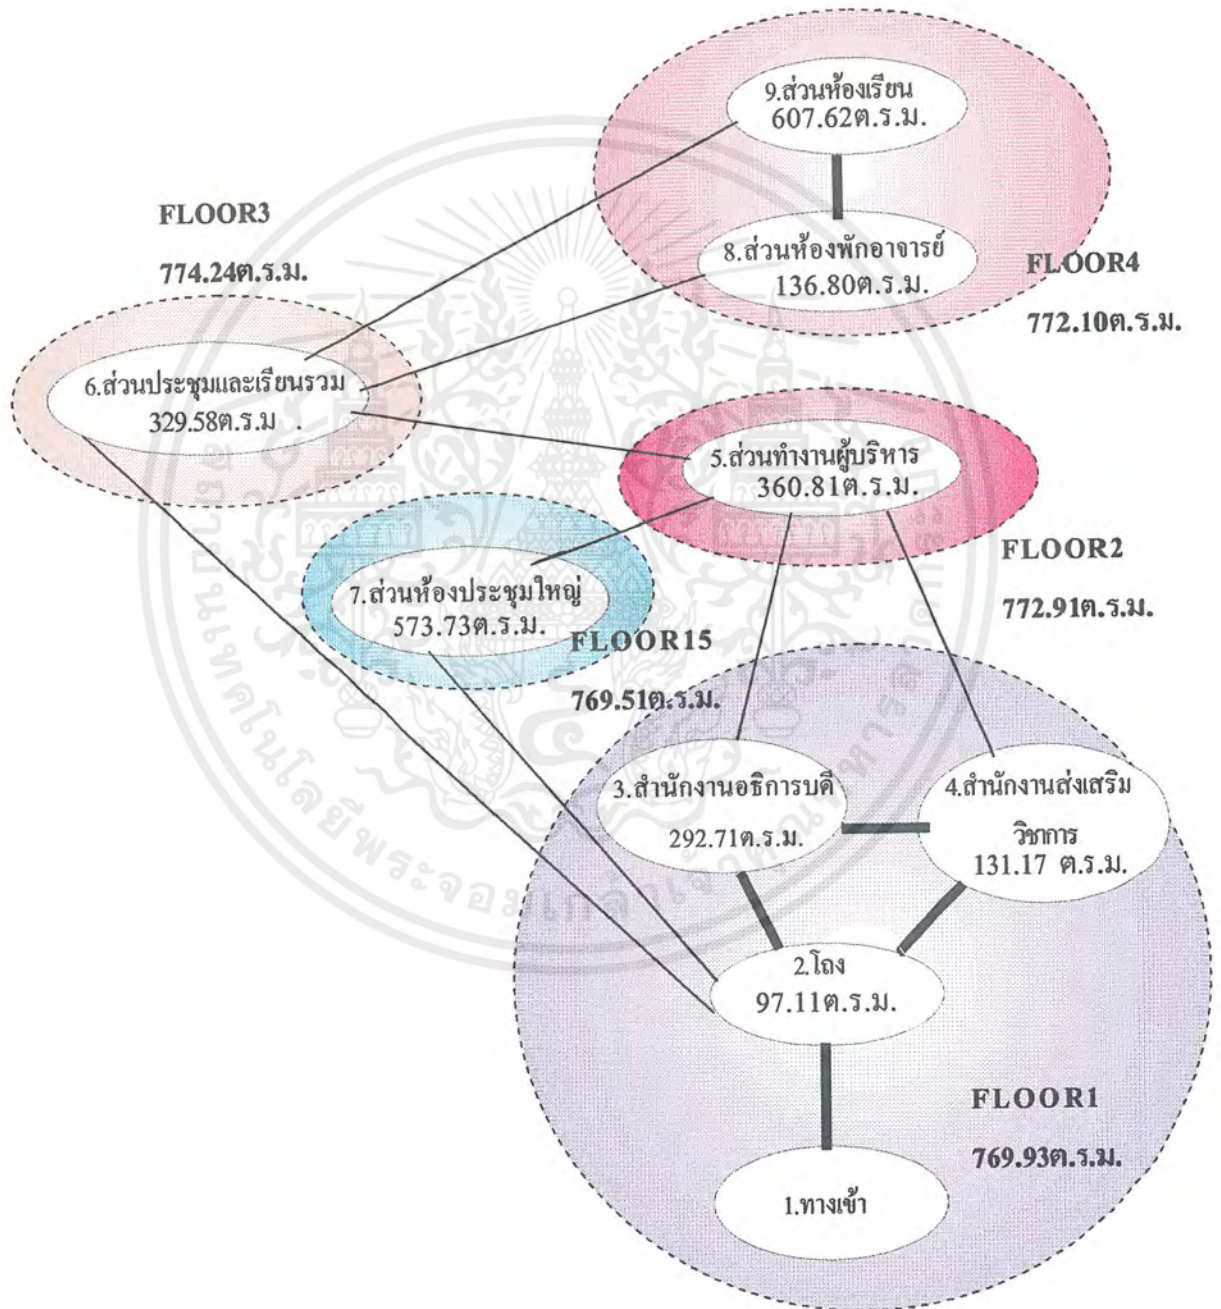 9.ส่วนห้องเรียน
607.62ต.ร.ม.
FLOOR3
774.24ต.ร.ม.
8.ส่วนห้องพักอาจารย์
136.80ต.ร.ม.
FLOOR4
772.10ต.ร.ม.
6.ส่วนประชุมและเรียนรวม
329.58ต.ร.ม .
5.ส่วนทำงานผู้บริหาร
360.81ต.ร.ม.
FLOOR2
772.91ต.ร.ม.
7.ส่วนห้องประชุมใหญ่
573.73ต.ร.ม.
FLOOR15
769.51ต.ร.ม.
3.สำนักงานอธิการบดี
292.71ต.ร.ม.
4.สำนักงานส่งเสริม
วิชาการ
131.17 ต.ร.ม.
2.โถง
97.11ต.ร.ม.
FLOOR1
769.93ต.ร.ม.
1.ทางเข้า